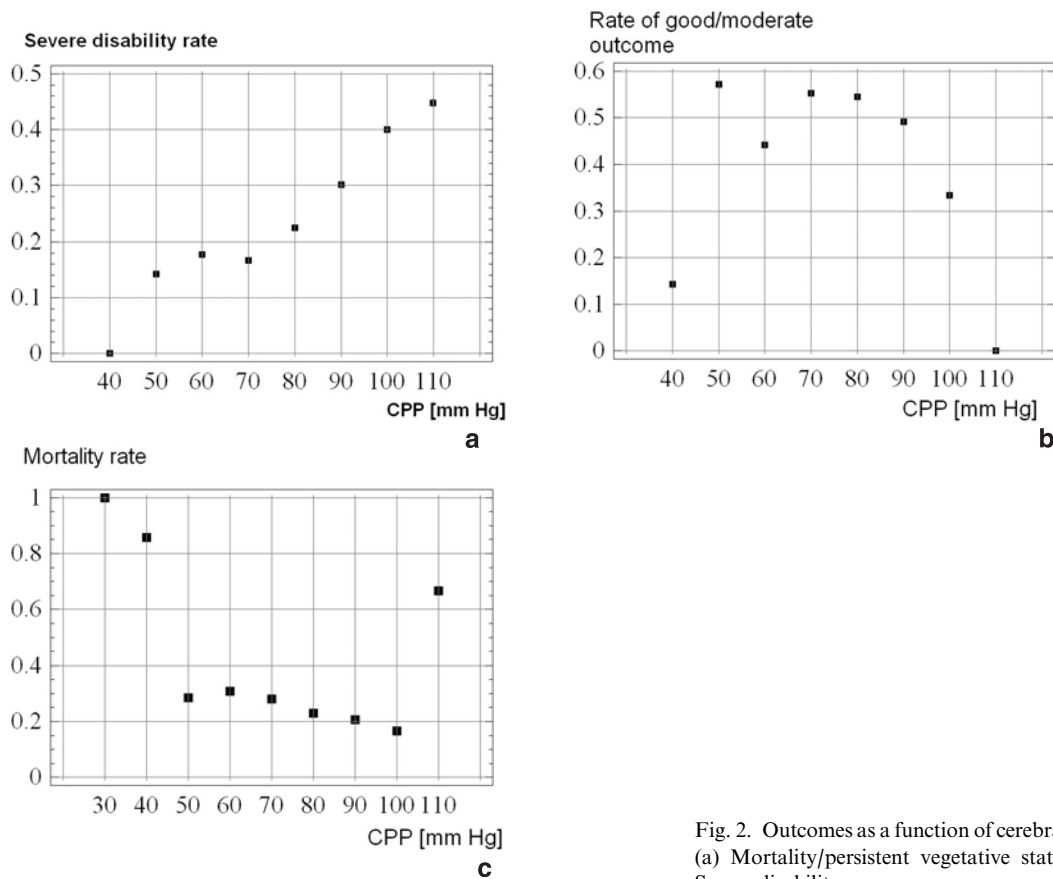 Severe disability rate
0.5
0.4
0.3
0.2
0.1
0
40 50 60 70 80 90 100 110
CPP [mm Hg]
a
Rate of good/moderate
outcome
0.6
0.5
0.4
0.3
0.2
0.1
0
40 50 60 70 80 90 100 110
CPP [mm Hg]
b
Mortality rate
1
0.8
0.6
0.4
0.2
0
30 40 50 60 70 80 90 100 110
CPP [mm Hg]
c
Fig. 2. Outcomes as a function of cerebra
(a) Mortality/persistent vegetative stat